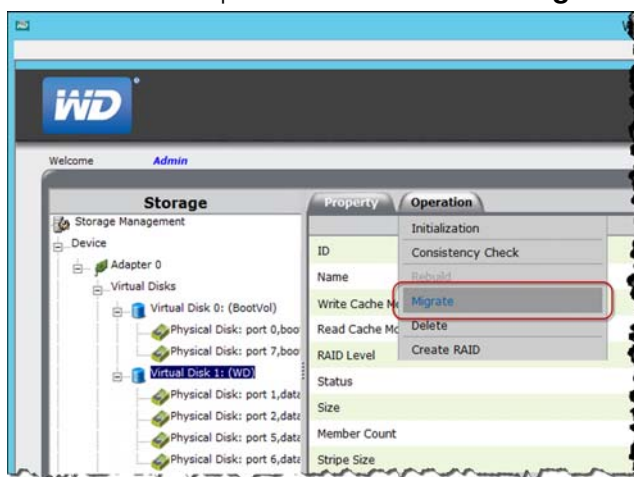 WD
Welcome Admin
Storage
Storage Management
Device
Adapter 0
Virtual Disks
Virtual Disk 0: (BootVol)
Physical Disk: port 0,boo
Physical Disk: port 7,boo
Virtual Disk 1: (WD)
Physical Disk: port 1,data
Physical Disk: port 2,data
Physical Disk: port 5,data
Physical Disk: port 6,data
Property Operation
ID
Name
Write Cache Mo
Read Cache Mo
RAID Level
Status
Size
Member Count
Stripe Size
Initialization
Consistency Check
Rebuild
Migrate
Delete
Create RAID